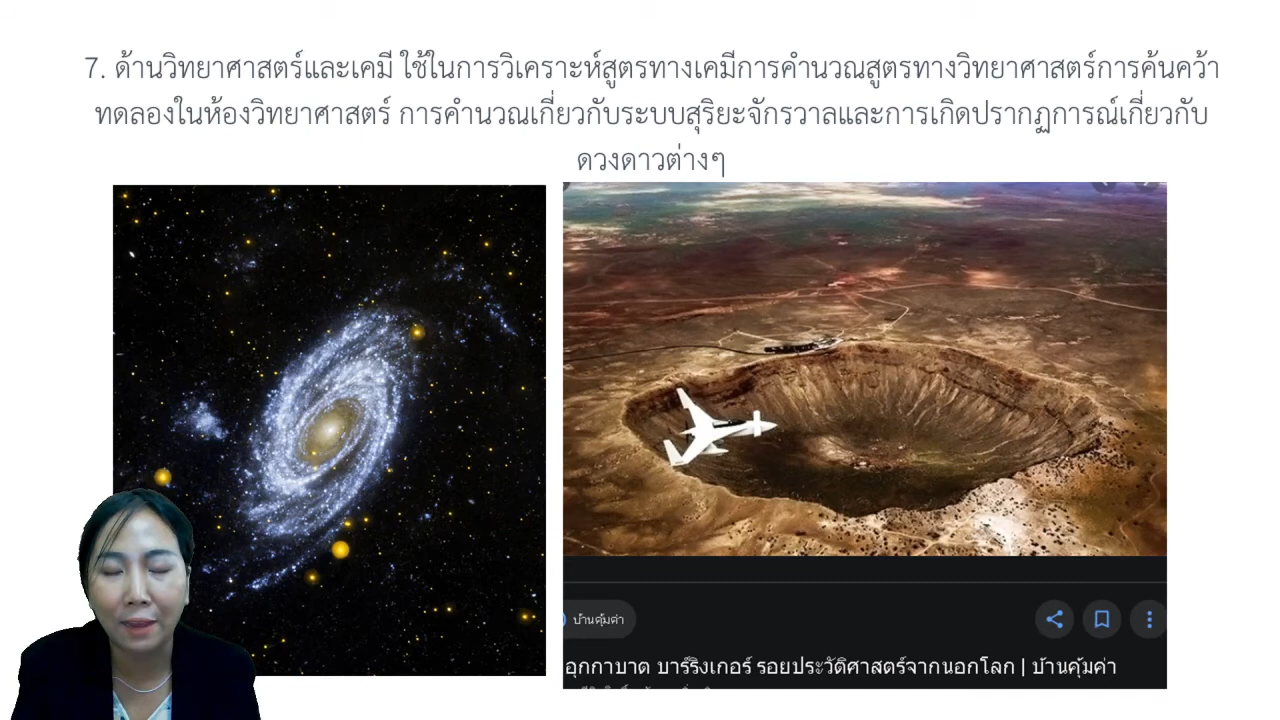 7. ด้านวิทยาศาสตร์และเคมี ใช้ในการวิเคราะห์สูตรทางเคมีการคำนวณสูตรทางวิทยาศาสตร์การค้นคว้า
ทดลองในห้องวิทยาศาสตร์ การคำนวณเกี่ยวกับระบบสุริยะจักรวาลและการเกิดปรากฏการณ์เกี่ยวกับ
ดวงดาวต่างๆ
บ้านคุ้มค่า
อุกกาบาต บาร์ริงเกอร์ รอยประวัติศาสตร์จากนอกโลก | บ้านคุ้มค่า